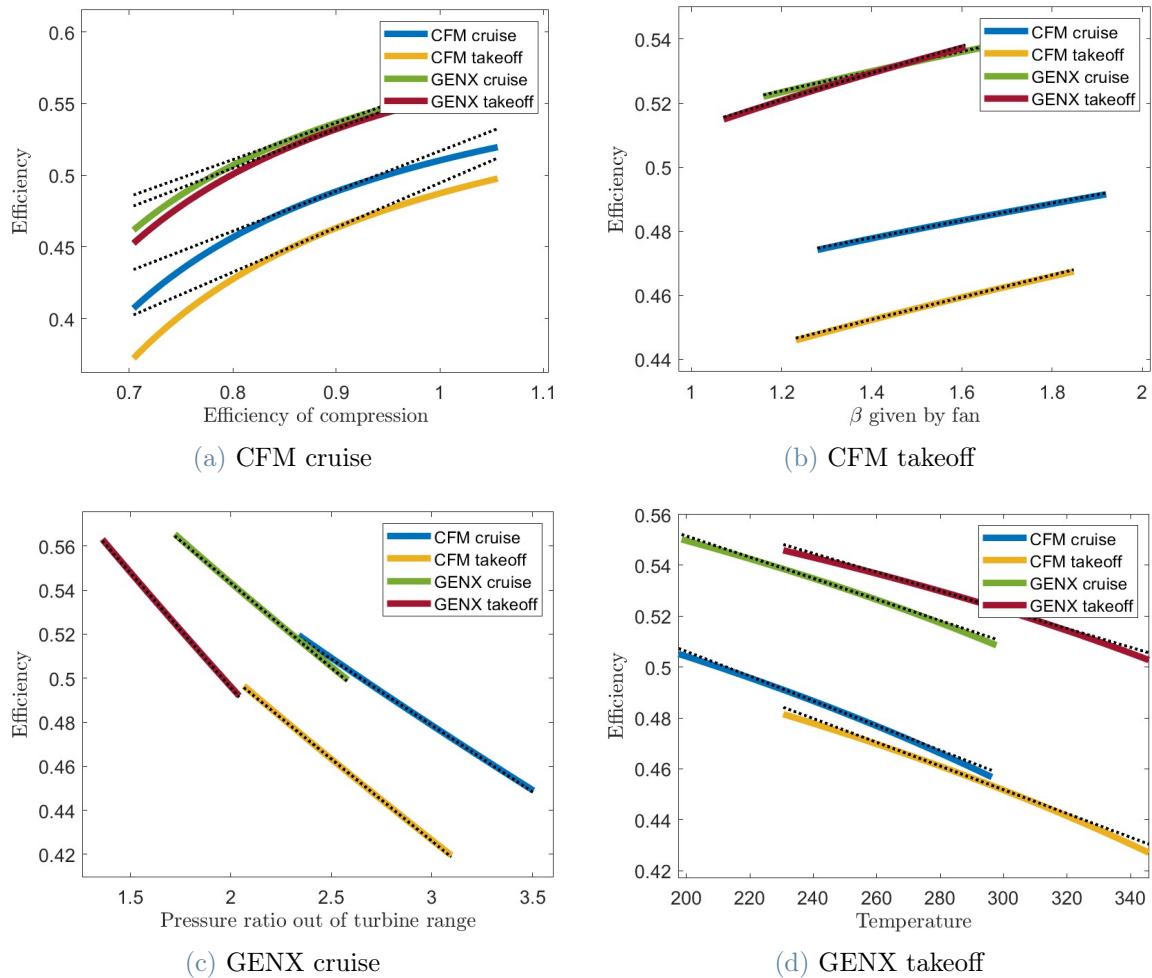 0.6
0.55
0.5
0.45
0.4
Efficiency
CFM cruise
CFM takeoff
GENX cruise
GENX takeoff
0.7 0.8 0.9 1 1.1
Efficiency of compression
(a) CFM cruise
0.54
0.52
0.5
0.48
0.46
0.44
Efficiency
CFM cruise
CFM takeoff
GENX cruise
GENX takeoff
1 1.2 1.4 1.6 1.8 2
β given by fan
(b) CFM takeoff
0.56
0.54
0.52
0.5
0.48
0.46
0.44
0.42
Efficiency
CFM cruise
CFM takeoff
GENX cruise
GENX takeoff
1.5 2 2.5 3 3.5
Pressure ratio out of turbine range
(c) GENX cruise
0.56
0.54
0.52
0.5
0.48
0.46
0.44
0.42
Efficiency
CFM cruise
CFM takeoff
GENX cruise
GENX takeoff
200 220 240 260 280 300 320 340
Temperature
(d) GENX takeoff